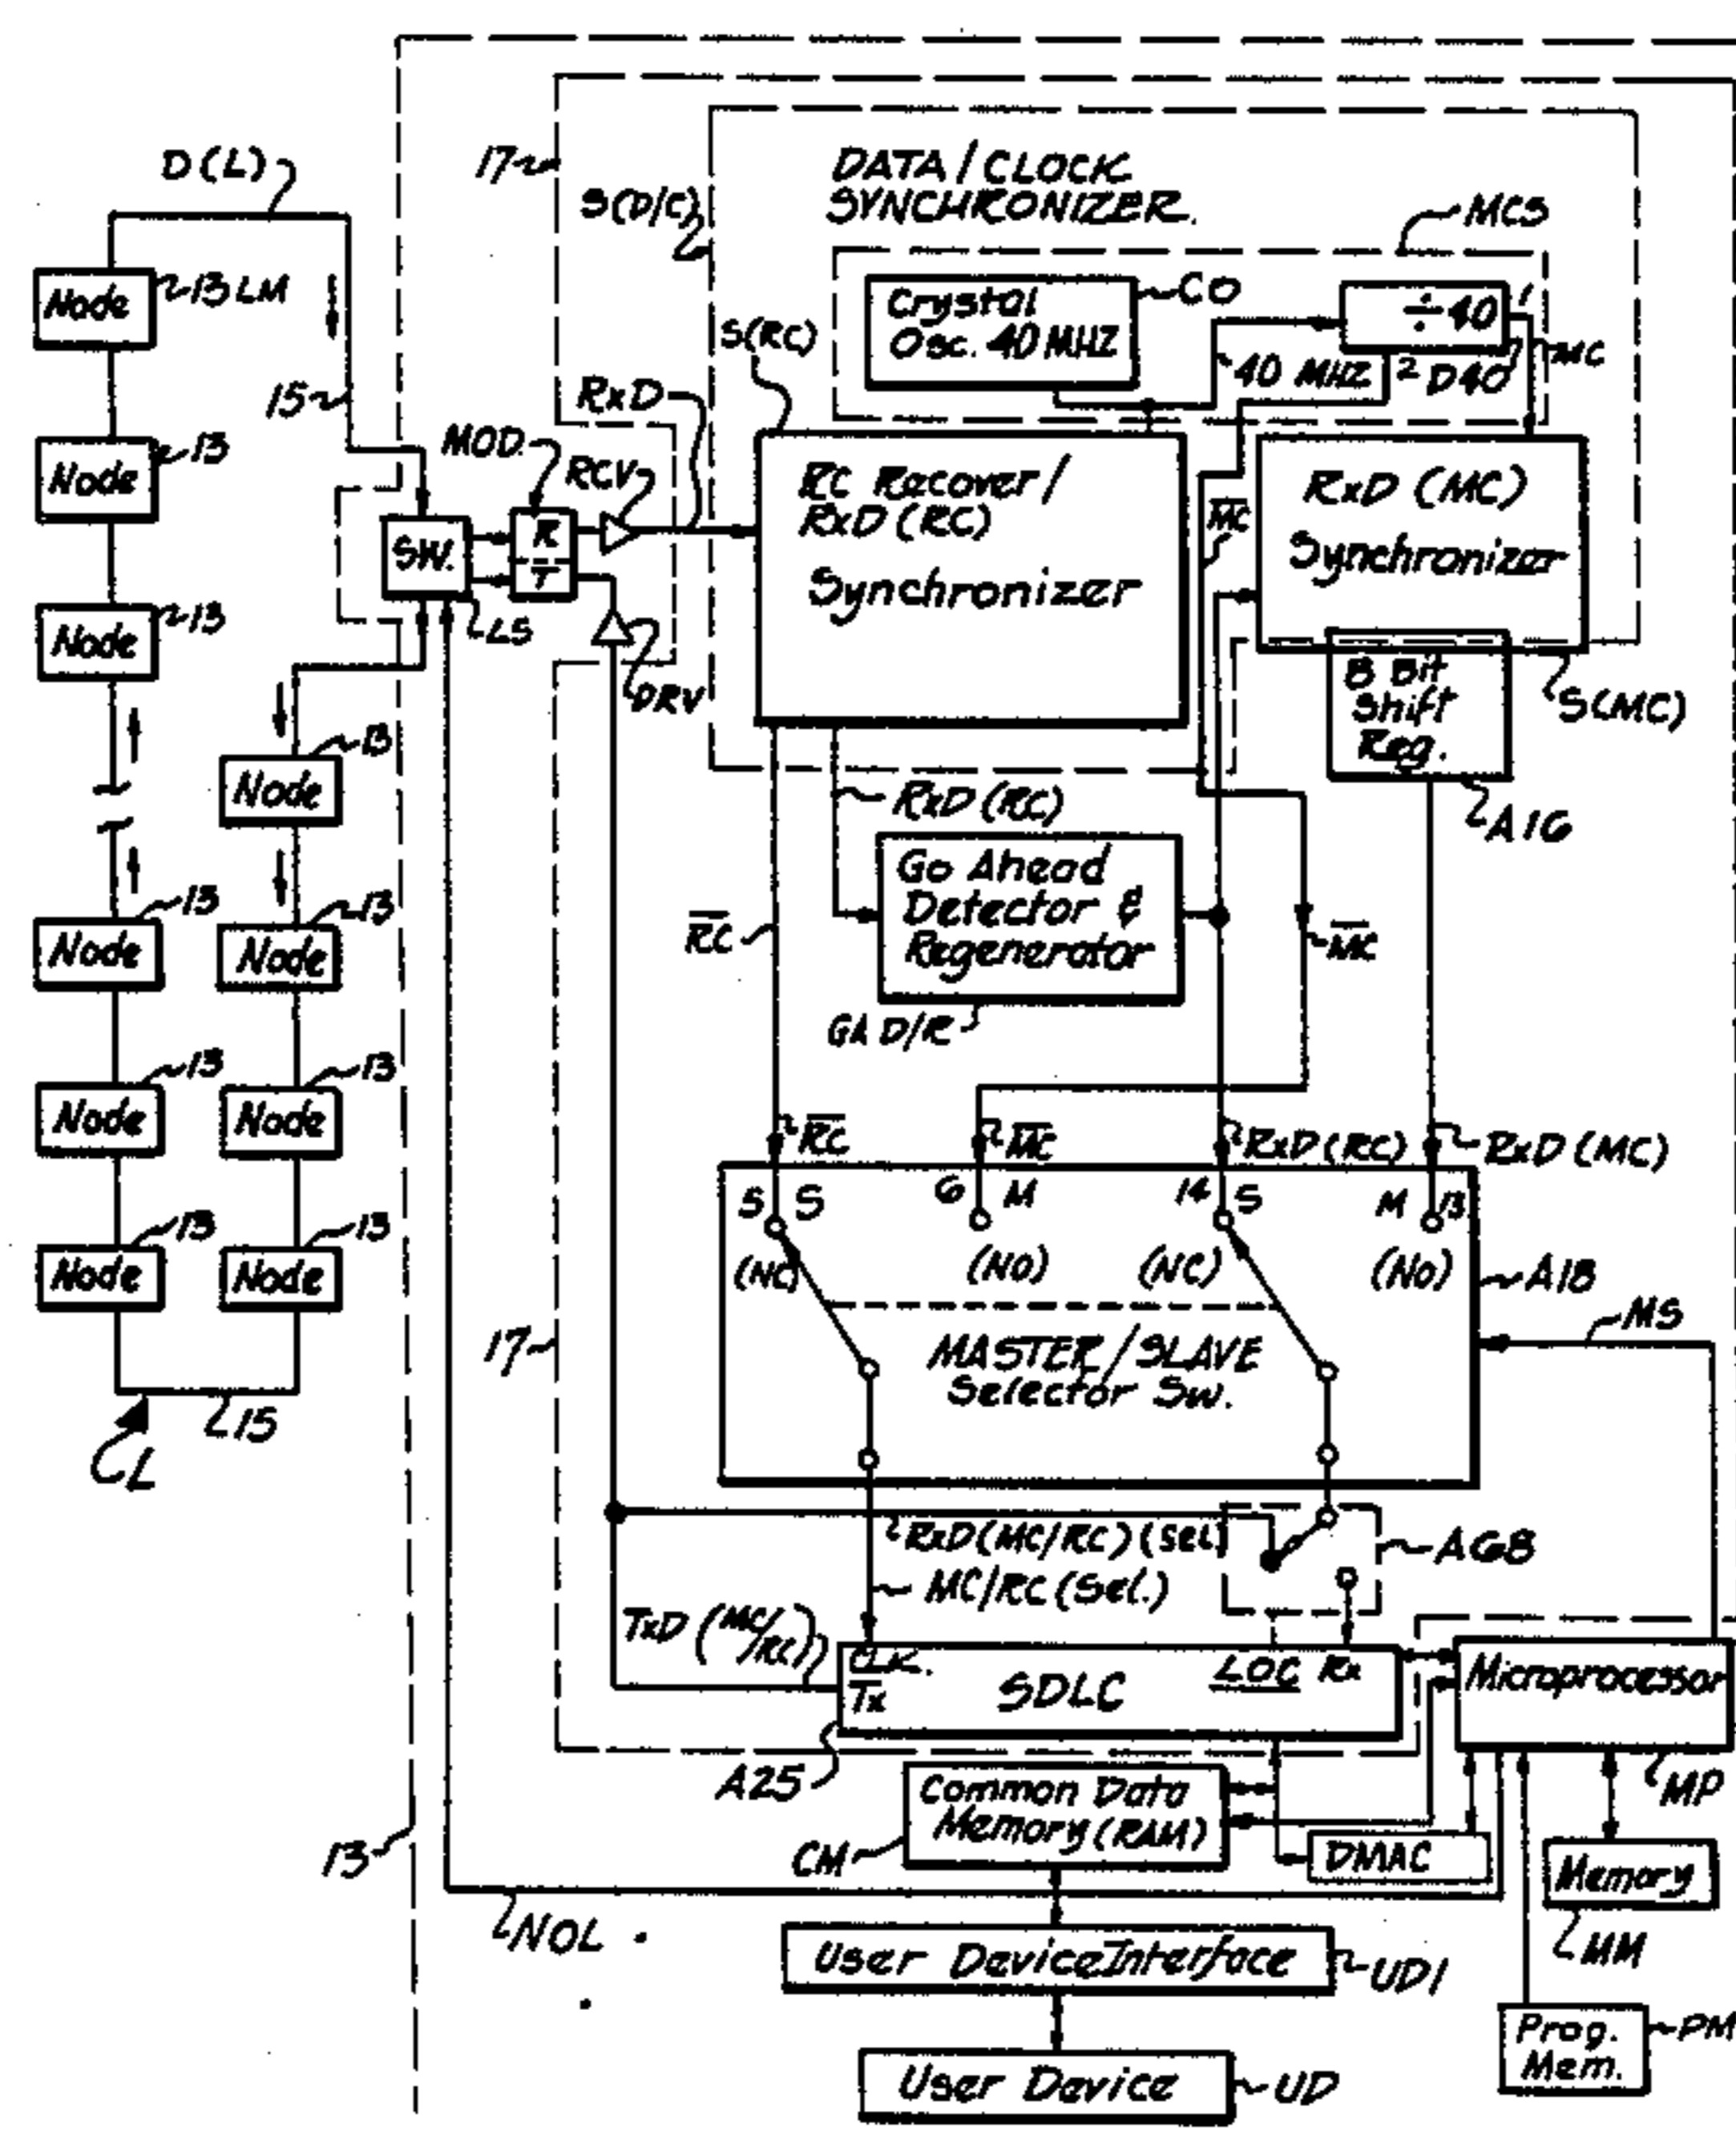 D(L)
Node
13LM
15
Node
13
Node
13
Node
13
Node
13
Node
13
Node
13
Node
13
Node
13
Node
13
15
CL
13
17
S(D/C)
DATA/CLOCK
SYNCHRONIZER.
MCS
Crystal
Osc. 40 MHZ
CO
÷40
40 MHZ
D40
MC
S(RC)
RxD
MOD.
RCV
SW.
R
T
LS
DRV
RC Recover/
RxD (RC)
Synchronizer
MC
RxD (MC)
Synchronizer
8 Bit
Shift
Reg.
S(MC)
A16
RxD (RC)
Go Ahead
Detector &
Regenerator
GA D/R
RC
MC
RC
MC
RxD(RC)
RxD (MC)
5 S
6 M
14 S
M 13
(NC)
(NO)
(NC)
(NO)
A18
MS
MASTER/SLAVE
Selector Sw.
17
RxD(MC/RC)(Sel)
A68
MC/RC (Sel.)
TxD (MC/RC)
CLK.
LOC Rx
Tx
SDLC
Microprocessor
A25
MP
Common Data
Memory (RAM)
CM
DMAC
Memory
MM
NOL
User Device Interface
UDI
Prog.
Mem.
PM
User Device
UD